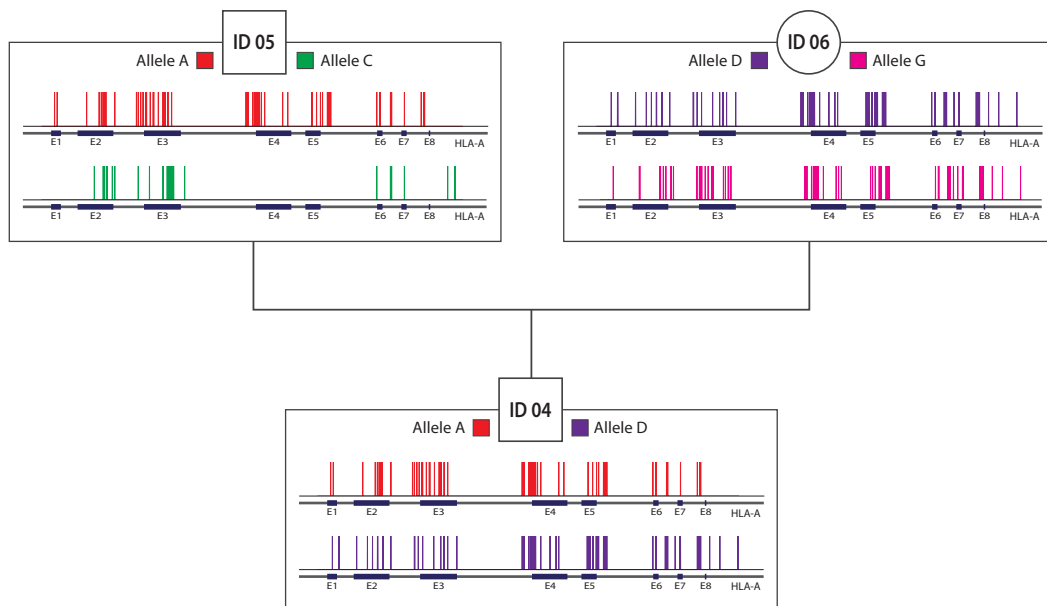 ID 05
Allele A Allele C
E1 E2 E3 E4 E5 E6 E7 E8 HLA-A
E1 E2 E3 E4 E5 E6 E7 E8 HLA-A
ID 06
Allele D Allele G
E1 E2 E3 E4 E5 E6 E7 E8 HLA-A
E1 E2 E3 E4 E5 E6 E7 E8 HLA-A
ID 04
Allele A Allele D
E1 E2 E3 E4 E5 E6 E7 E8 HLA-A
E1 E2 E3 E4 E5 E6 E7 E8 HLA-A